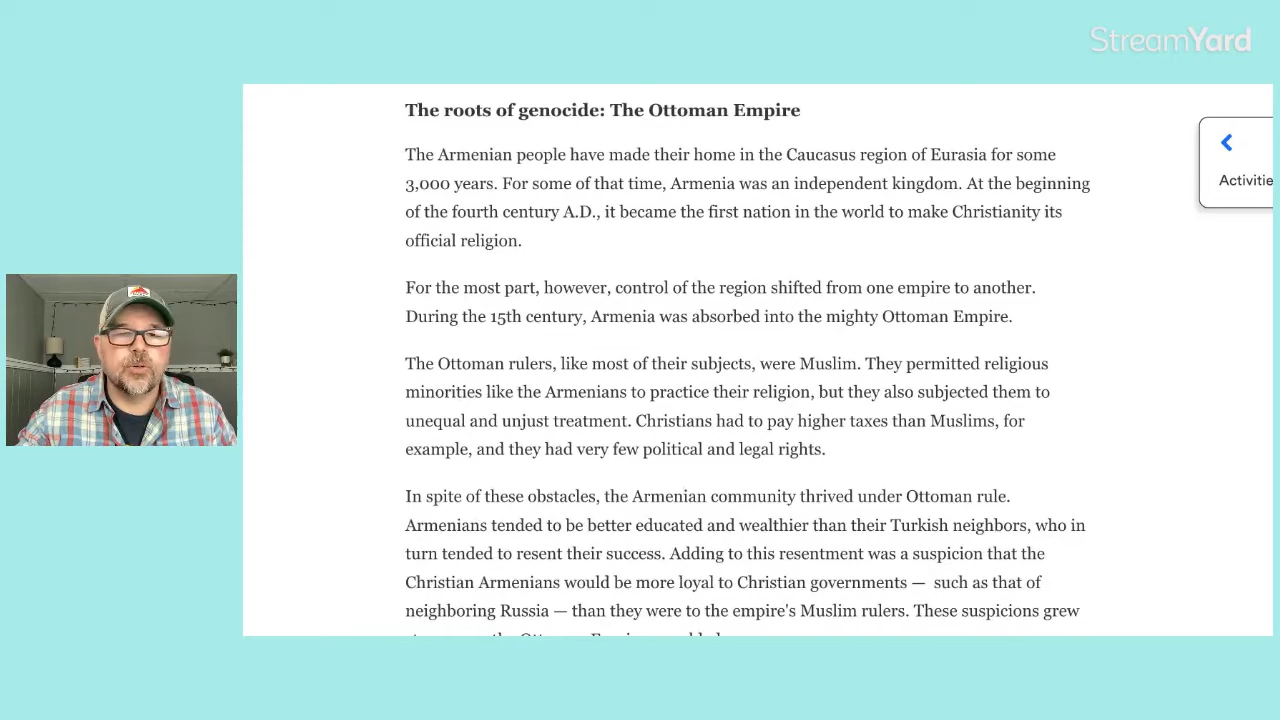 StreamYard
The roots of genocide: The Ottoman Empire
The Armenian people have made their home in the Caucasus region of Eurasia for some
3,000 years. For some of that time, Armenia was an independent kingdom. At the beginning
of the fourth century A.D., it became the first nation in the world to make Christianity its
official religion.
For the most part, however, control of the region shifted from one empire to another.
During the 15th century, Armenia was absorbed into the mighty Ottoman Empire.
The Ottoman rulers, like most of their subjects, were Muslim. They permitted religious
minorities like the Armenians to practice their religion, but they also subjected them to
unequal and unjust treatment. Christians had to pay higher taxes than Muslims, for
example, and they had very few political and legal rights.
In spite of these obstacles, the Armenian community thrived under Ottoman rule.
Armenians tended to be better educated and wealthier than their Turkish neighbors, who in
turn tended to resent their success. Adding to this resentment was a suspicion that the
Christian Armenians would be more loyal to Christian governments — such as that of
neighboring Russia — than they were to the empire's Muslim rulers. These suspicions grew
Activitie